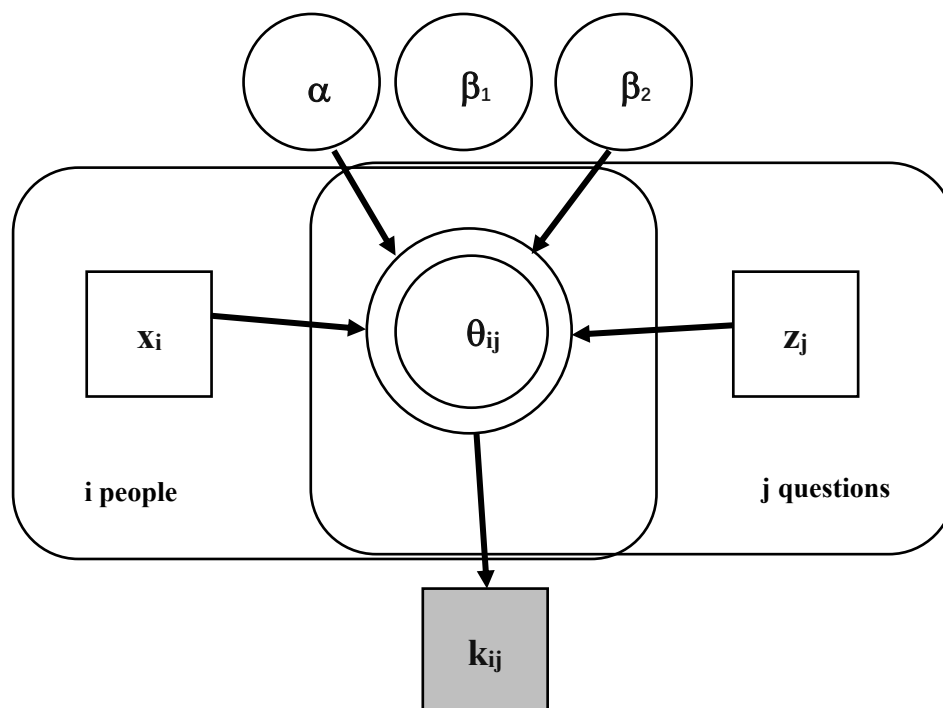 α β₁ β₂
xᵢ θᵢⱼ zⱼ
i people j questions
kᵢⱼ